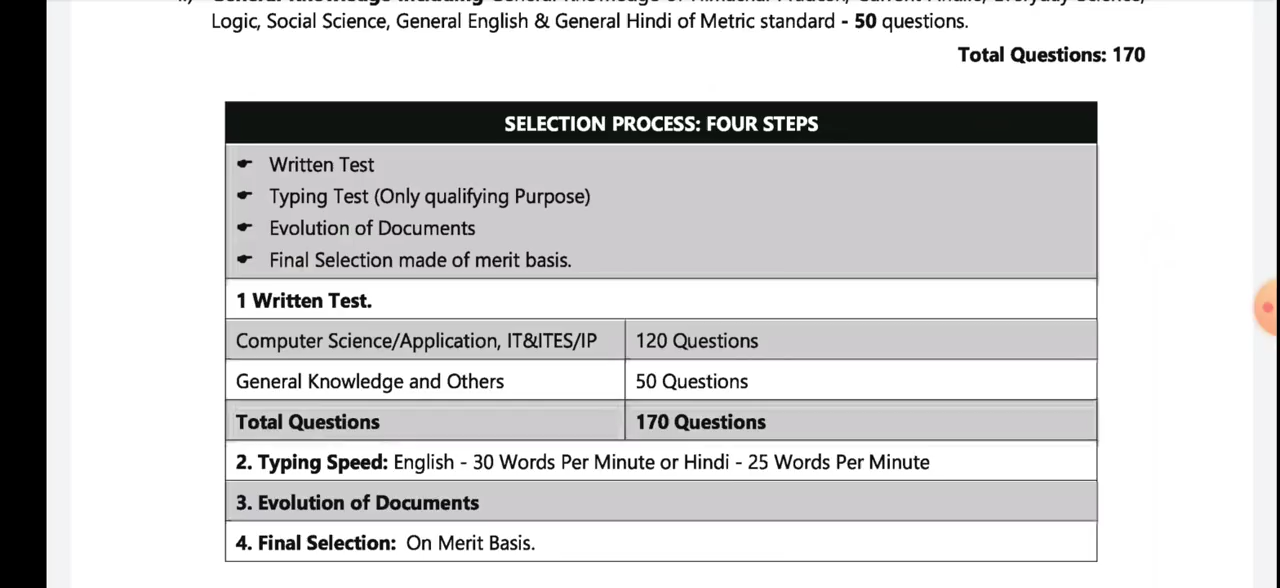 Logic, Social Science, General English & General Hindi of Metric standard - 50 questions.
Total Questions: 170
SELECTION PROCESS: FOUR STEPS
Written Test
Typing Test (Only qualifying Purpose)
Evolution of Documents
Final Selection made of merit basis.
1 Written Test.
Computer Science/Application, IT&ITES/IP 120 Questions
General Knowledge and Others 50 Questions
Total Questions 170 Questions
2. Typing Speed: English - 30 Words Per Minute or Hindi - 25 Words Per Minute
3. Evolution of Documents
4. Final Selection: On Merit Basis.